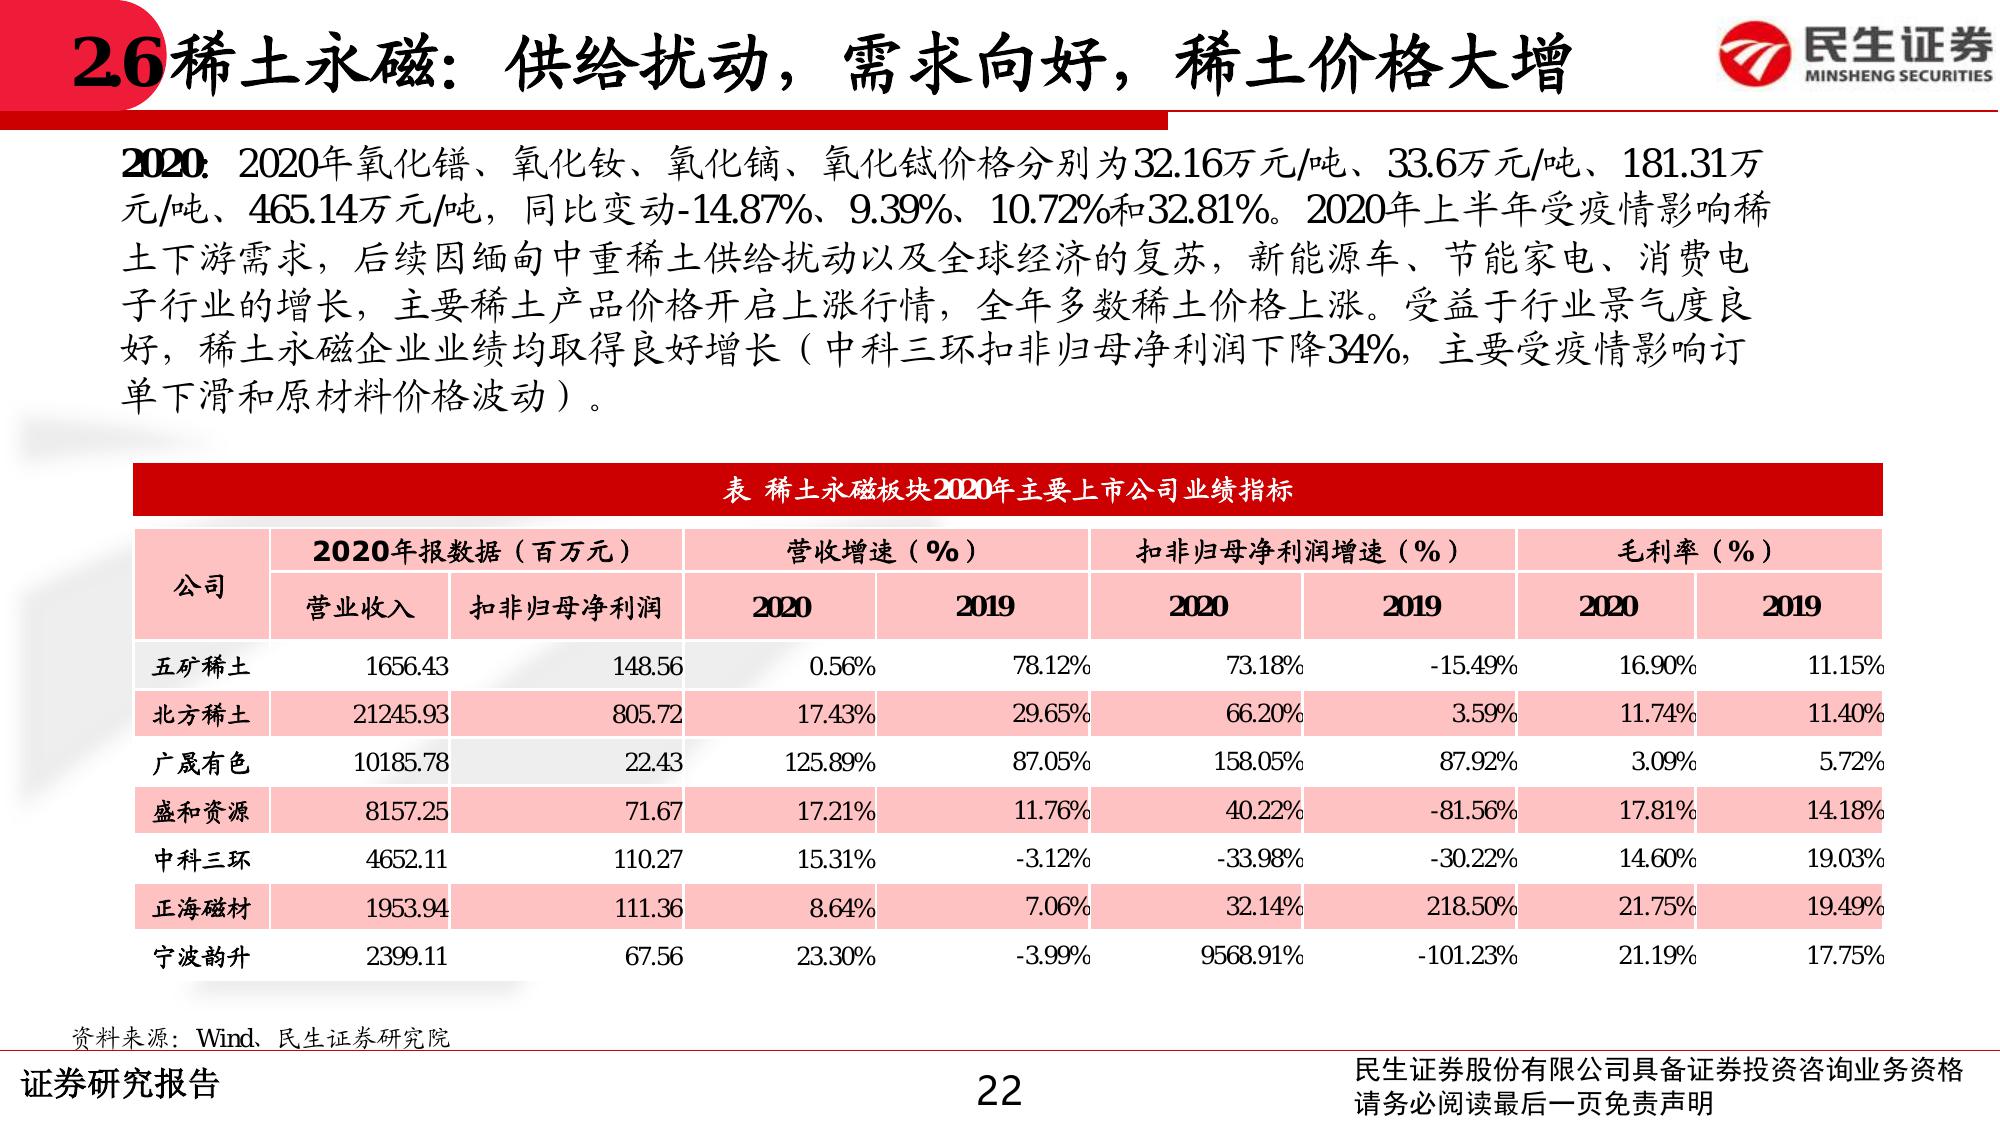 2.6稀土永磁：供给扰动，需求向好，稀土价格大增
民生证券
MINSHENG SECURITIES
2020：2020年氧化镨、氧化钕、氧化镝、氧化铽价格分别为32.16万元/吨、33.6万元/吨、181.31万
元/吨、465.14万元/吨，同比变动-14.87%、9.39%、10.72%和32.81%。2020年上半年受疫情影响稀
土下游需求，后续因缅甸中重稀土供给扰动以及全球经济的复苏，新能源车、节能家电、消费电
子行业的增长，主要稀土产品价格开启上涨行情，全年多数稀土价格上涨。受益于行业景气度良
好，稀土永磁企业业绩均取得良好增长（中科三环扣非归母净利润下降34%，主要受疫情影响订
单下滑和原材料价格波动）。
表 稀土永磁板块2020年主要上市公司业绩指标
公司 2020年报数据（百万元） 营收增速（%） 扣非归母净利润增速（%） 毛利率（%）
营业收入 扣非归母净利润 2020 2019 2020 2019 2020 2019
五矿稀土 1656.43 148.56 0.56% 78.12% 73.18% -15.49% 16.90% 11.15%
北方稀土 21245.93 805.72 17.43% 29.65% 66.20% 3.59% 11.74% 11.40%
广晟有色 10185.78 22.43 125.89% 87.05% 158.05% 87.92% 3.09% 5.72%
盛和资源 8157.25 71.67 17.21% 11.76% 40.22% -81.56% 17.81% 14.18%
中科三环 4652.11 110.27 15.31% -3.12% -33.98% -30.22% 14.60% 19.03%
正海磁材 1953.94 111.36 8.64% 7.06% 32.14% 218.50% 21.75% 19.49%
宁波韵升 2399.11 67.56 23.30% -3.99% 9568.91% -101.23% 21.19% 17.75%
资料来源：Wind、民生证券研究院
证券研究报告
22
民生证券股份有限公司具备证券投资咨询业务资格
请务必阅读最后一页免责声明